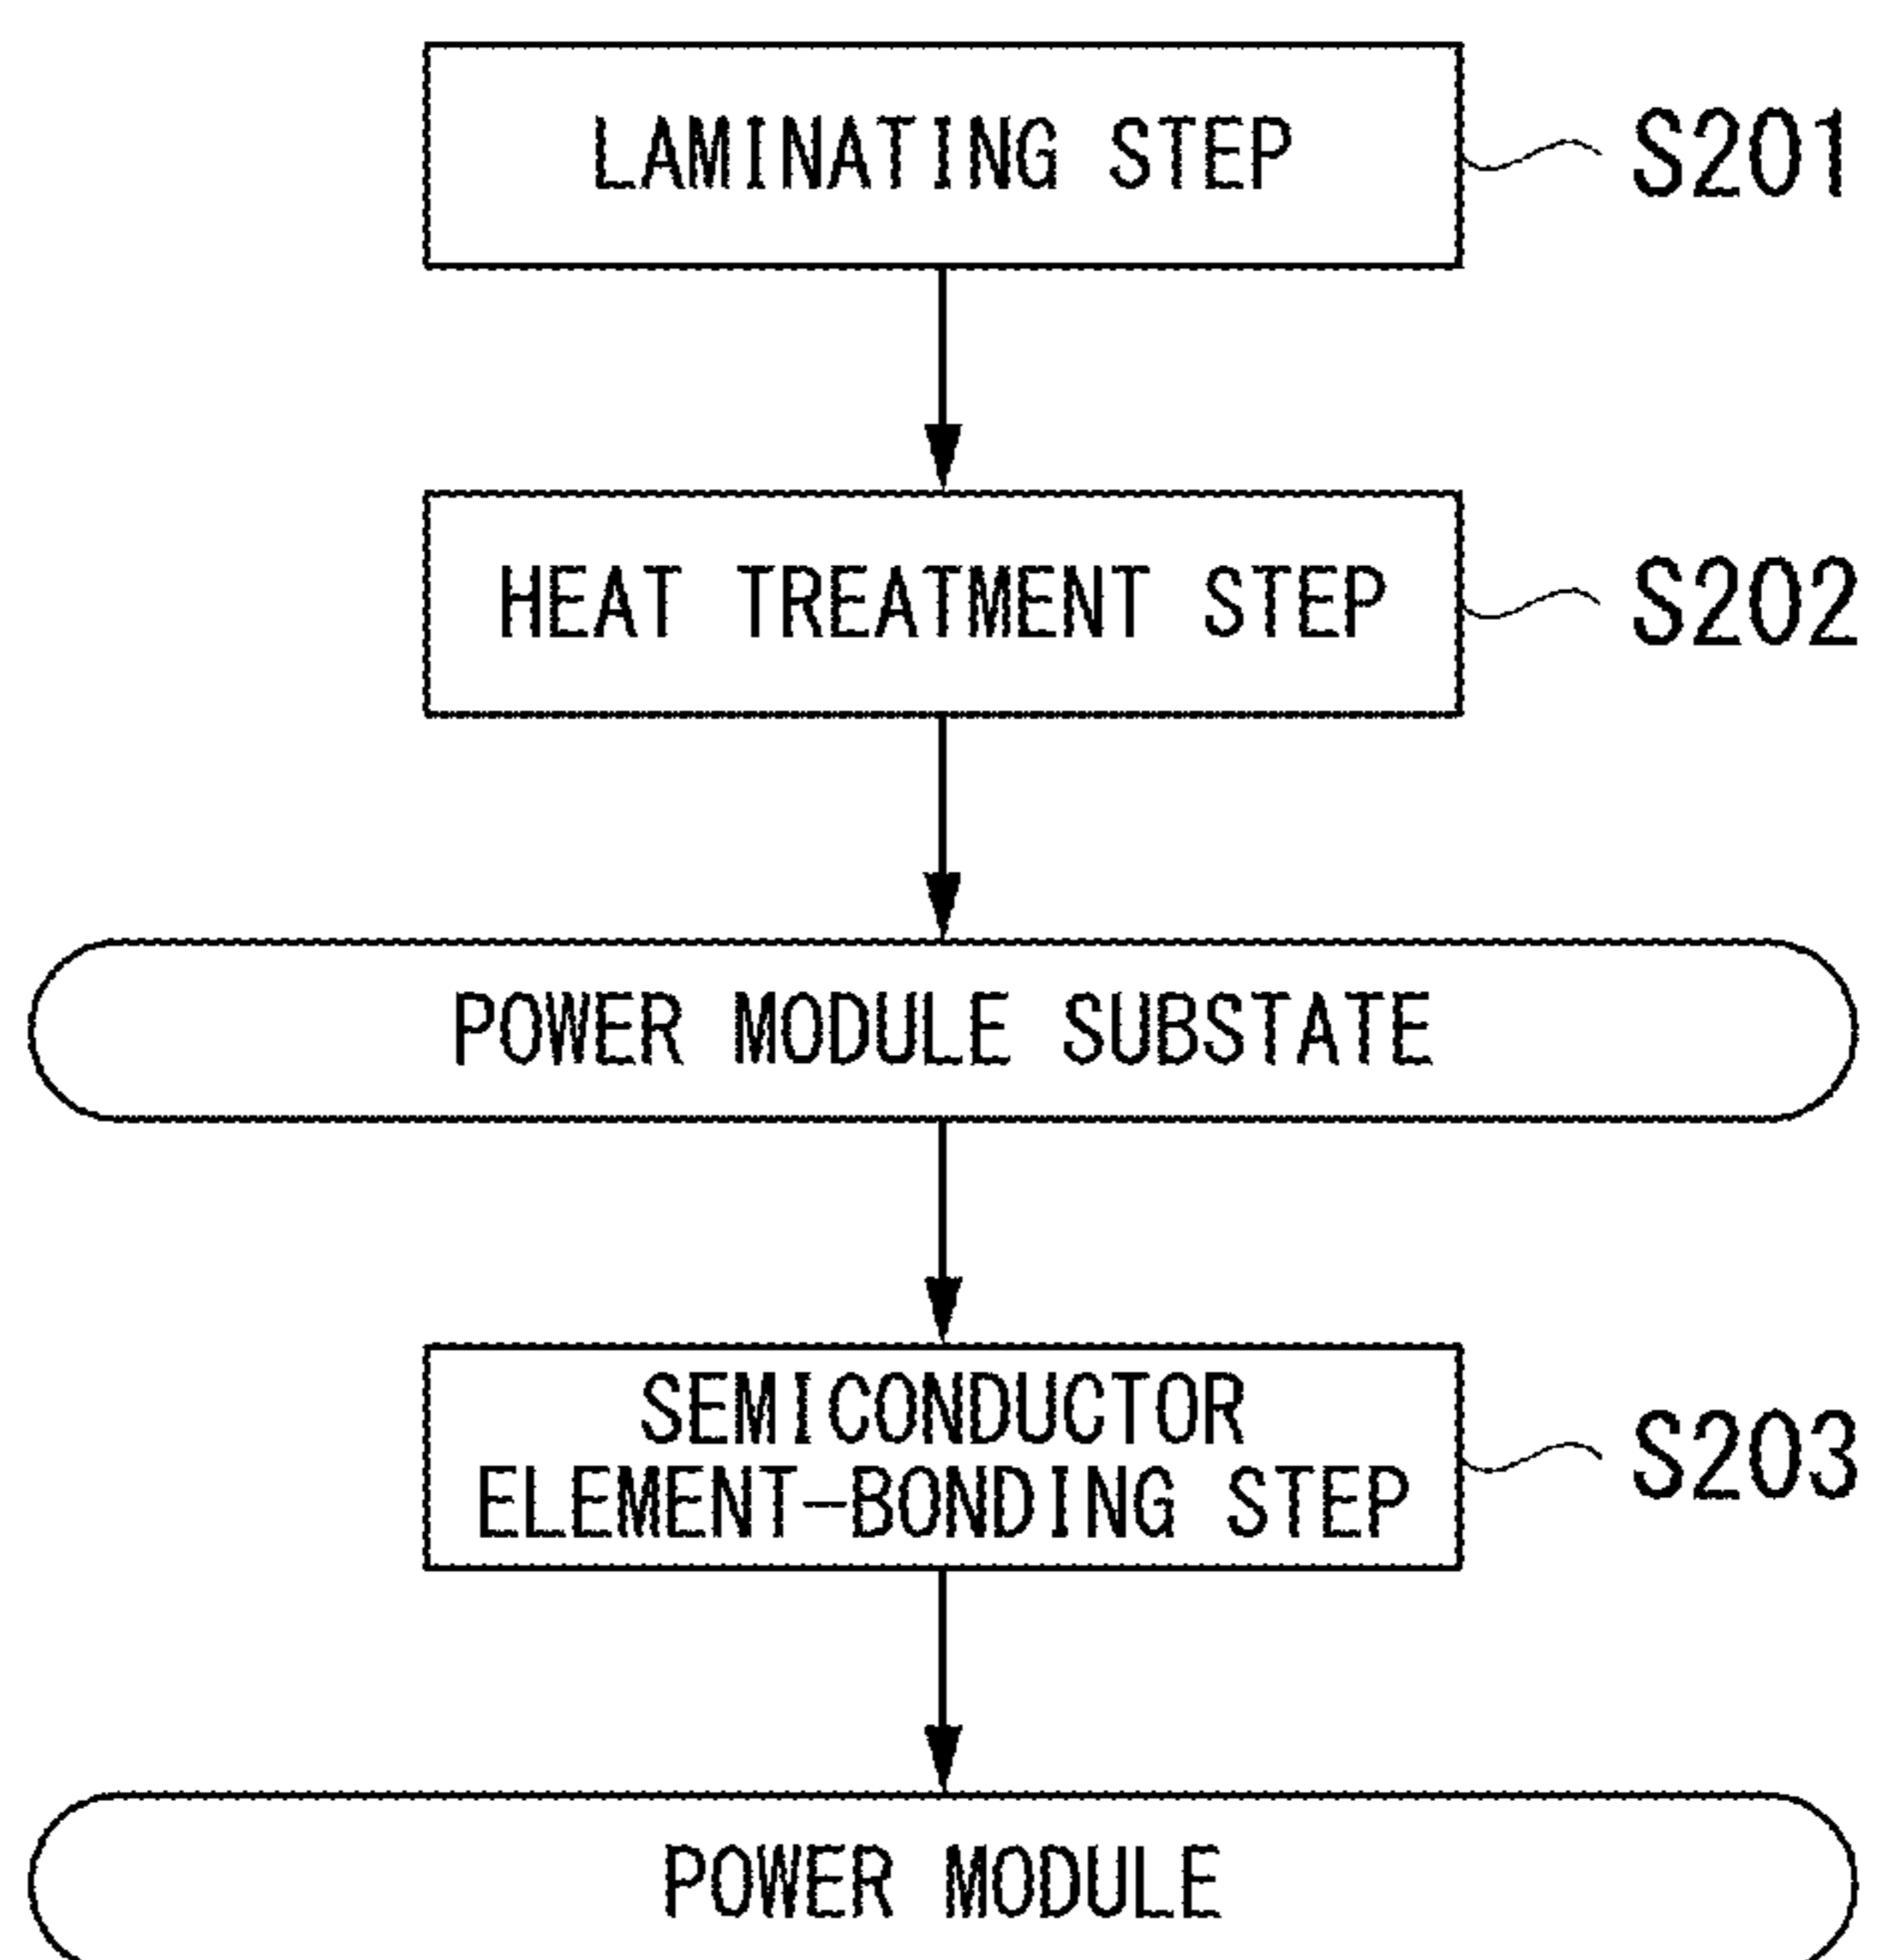 LAMINATING STEP
S201
HEAT TREATMENT STEP
S202
POWER MODULE SUBSTATE
SEMICONDUCTOR
ELEMENT-BONDING STEP
S203
POWER MODULE